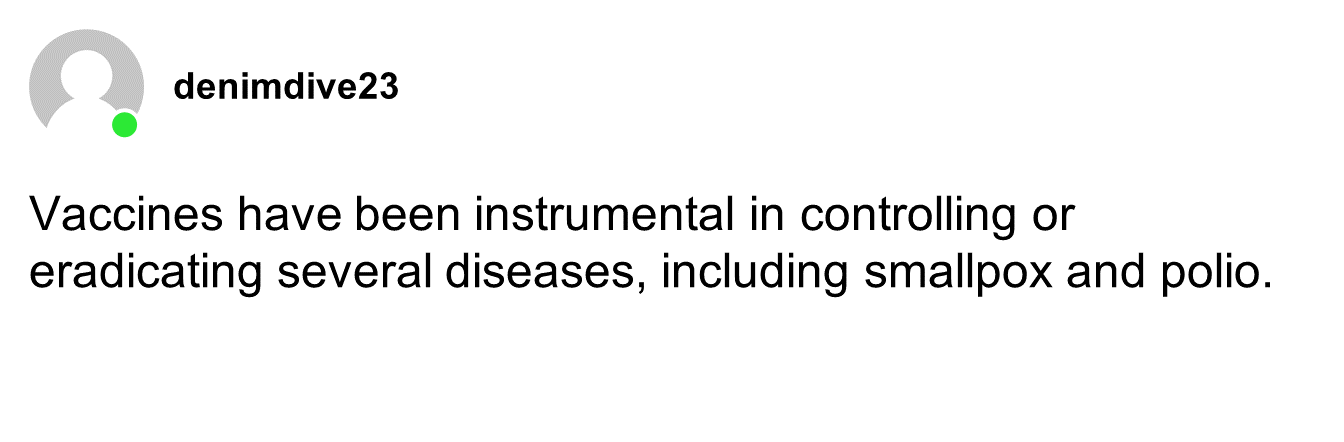 denimdive23
Vaccines have been instrumental in controlling or
eradicating several diseases, including smallpox and polio.